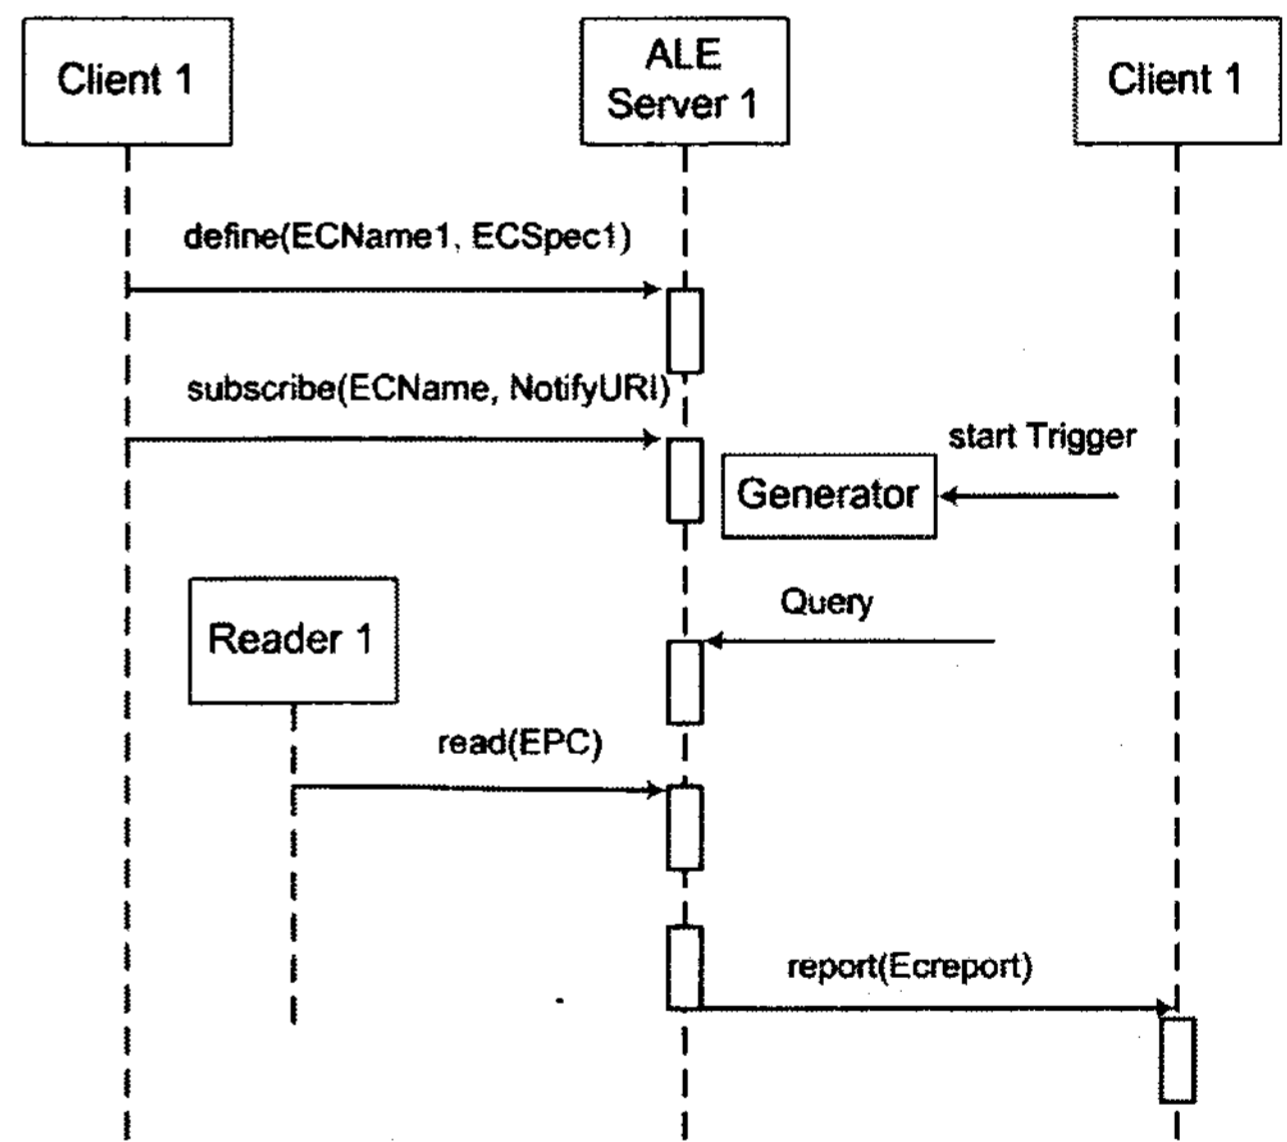 Client 1
ALE
Server 1
Client 1
define(ECName1, ECSpec1)
subscribe(ECName, NotifyURI)
start Trigger
Generator
Query
Reader 1
read(EPC)
report(Ecreport)